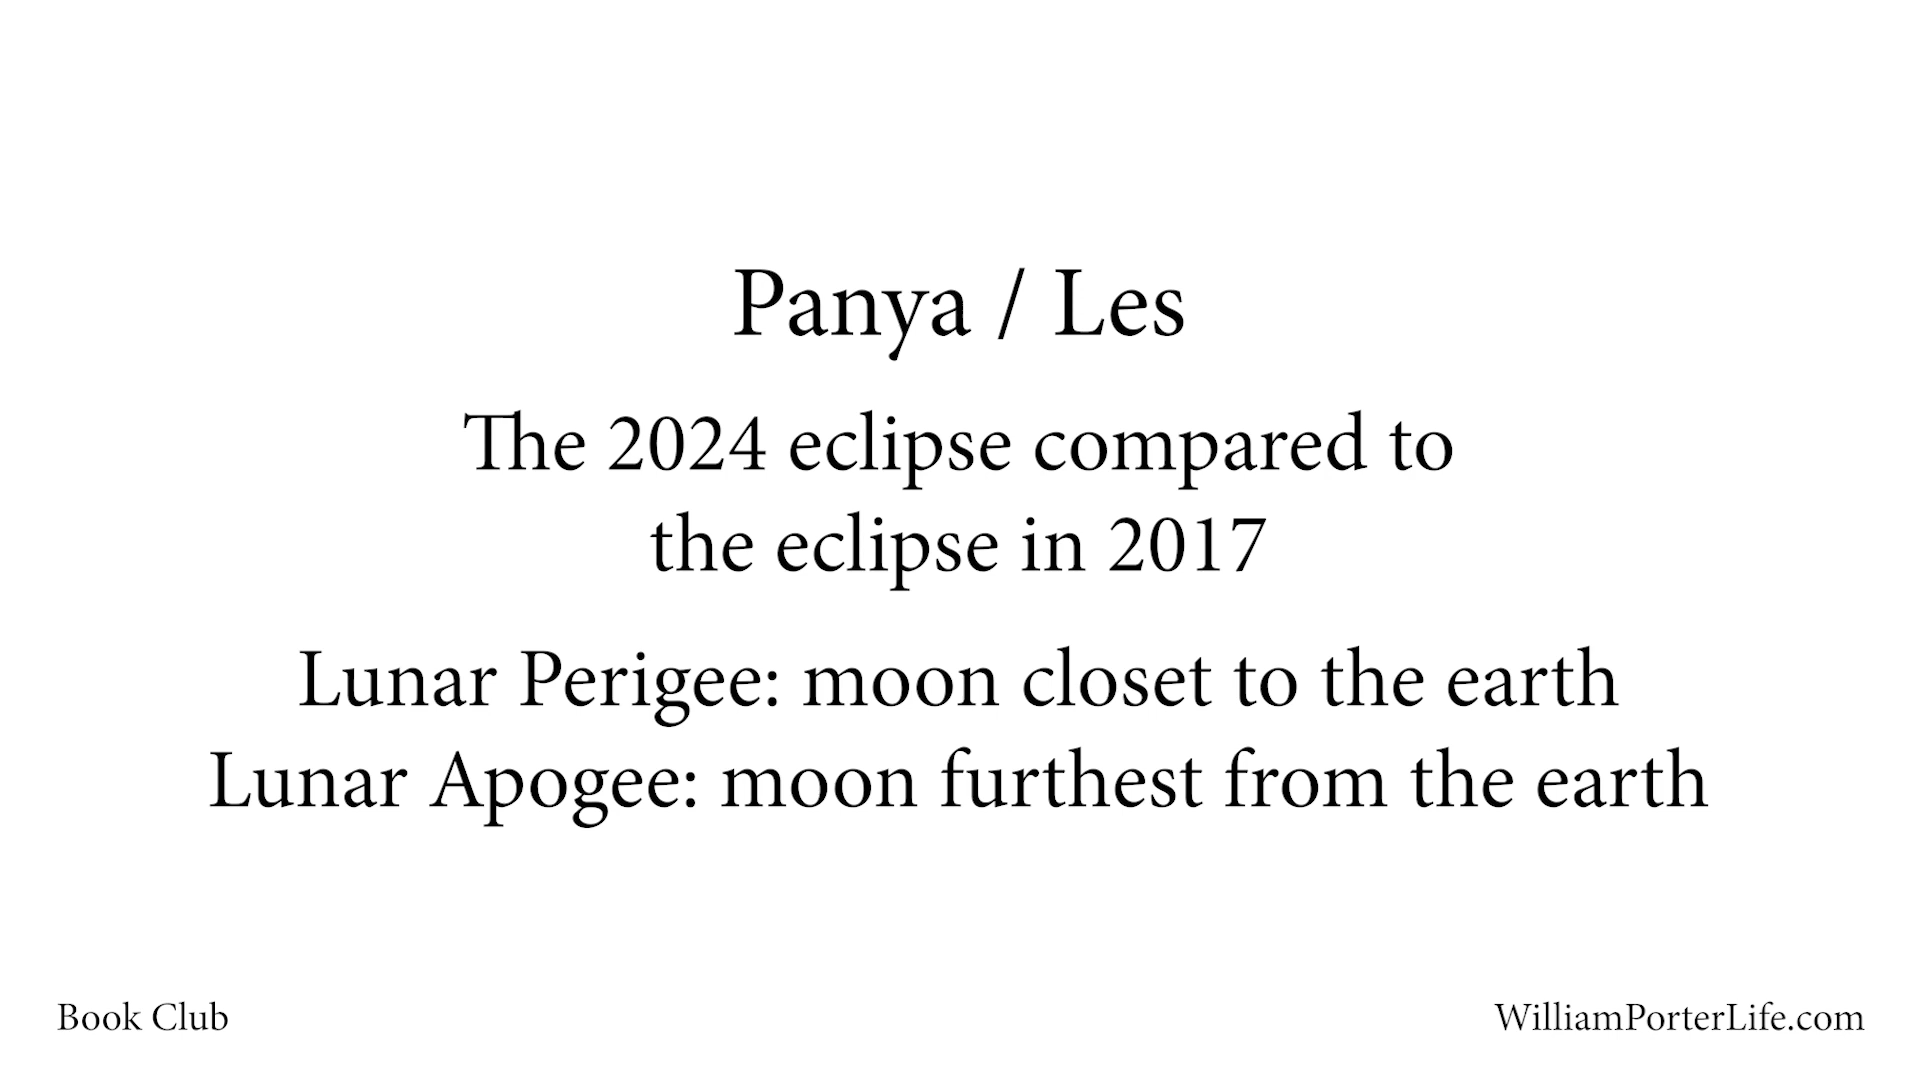 Panya / Les
The 2024 eclipse compared to
the eclipse in 2017
Lunar Perigee: moon closet to the earth
Lunar Apogee: moon furthest from the earth
Book Club
WilliamPorterLife.com